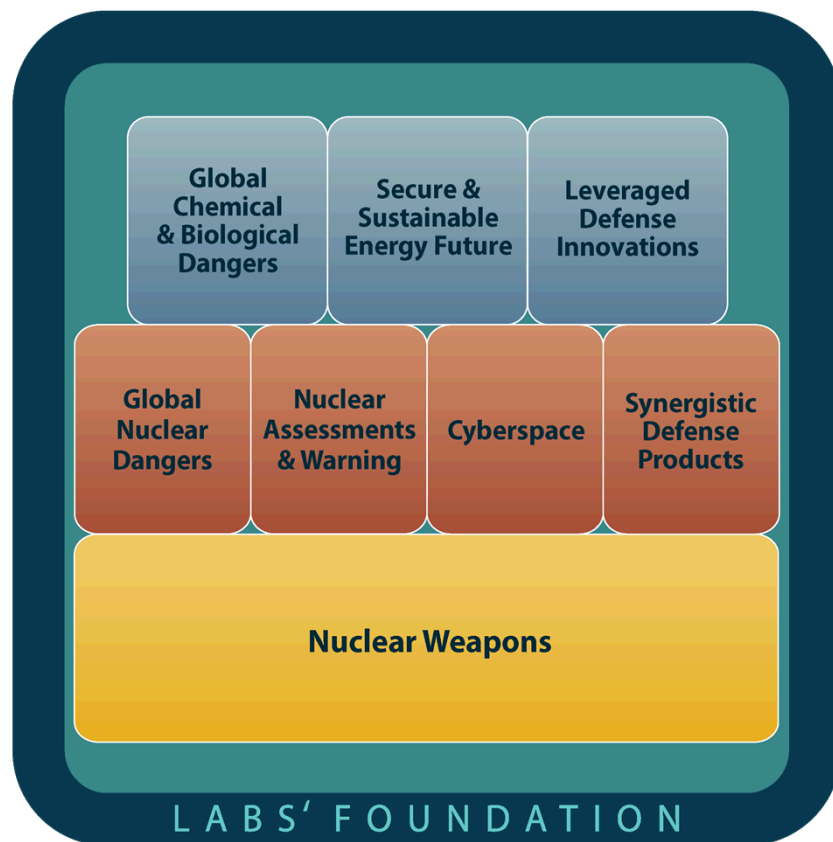 Global
Chemical
& Biological
Dangers
Secure &
Sustainable
Energy Future
Leveraged
Defense
Innovations
Global
Nuclear
Dangers
Nuclear
Assessments
& Warning
Cyberspace
Synergistic
Defense
Products
Nuclear Weapons
LABS‘ FOUNDATION